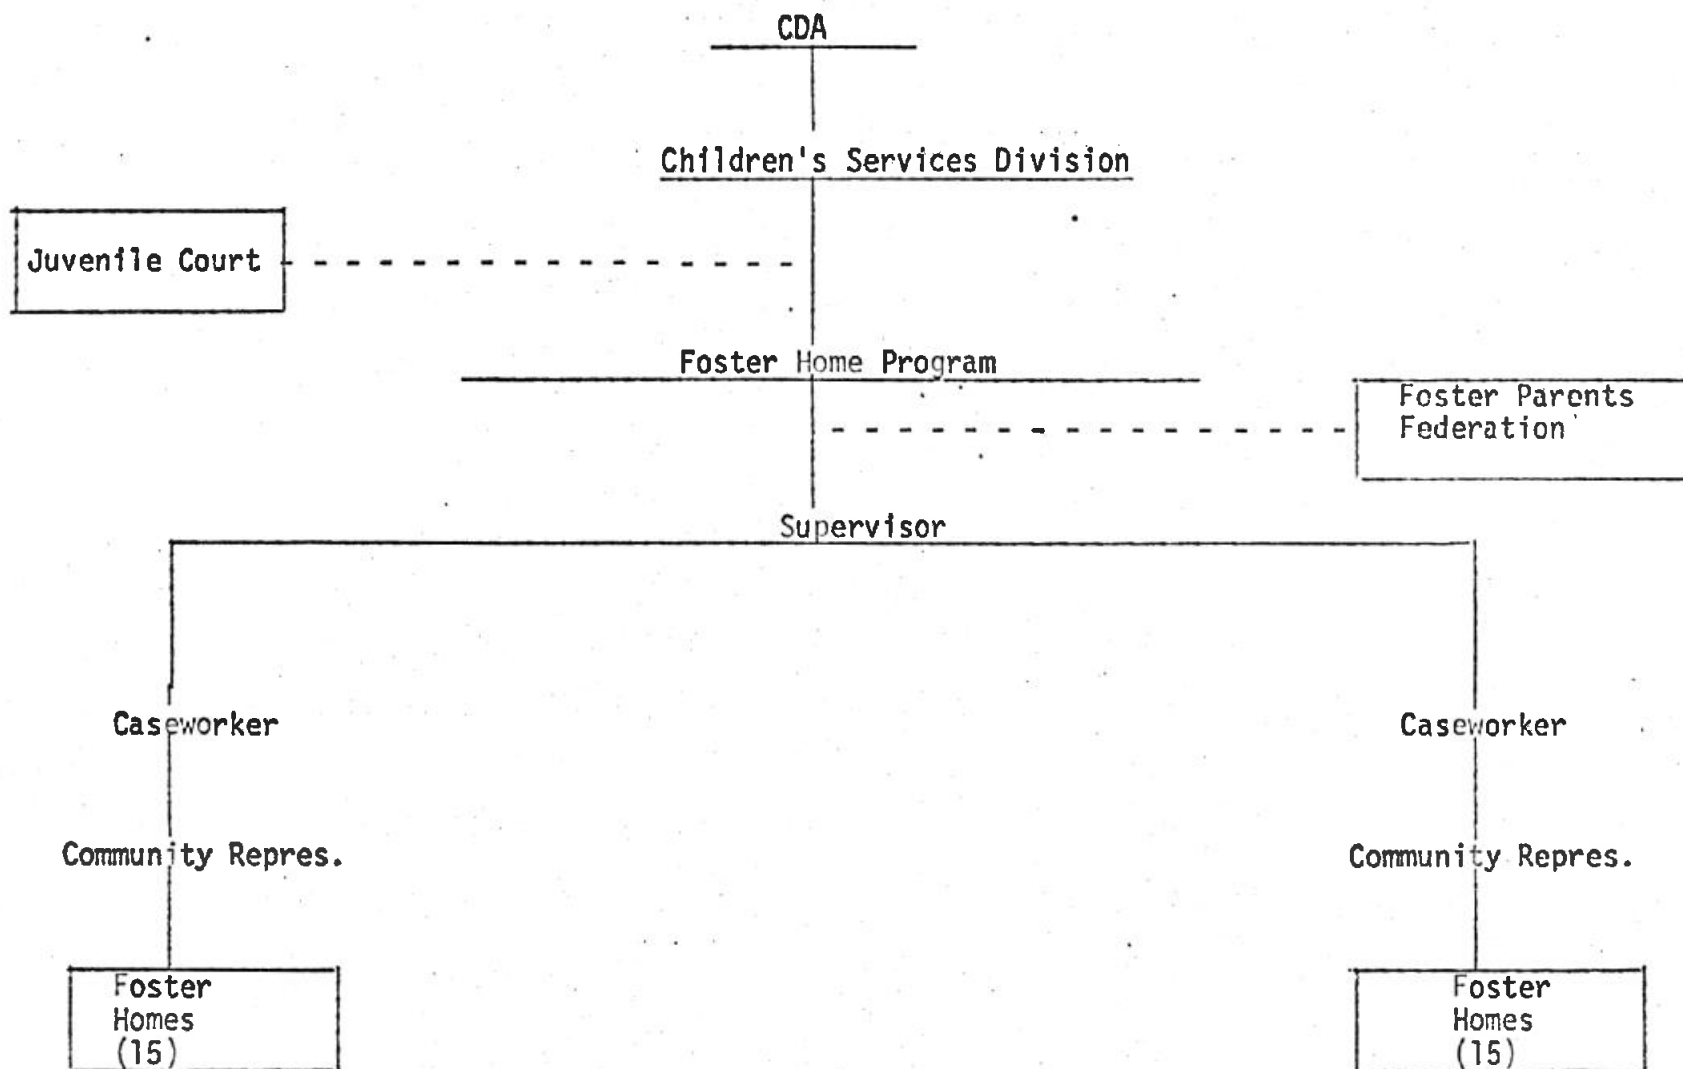 CDA
Children's Services Division
Juvenile Court
Foster Home Program
Foster Parents
Federation
Supervisor
Caseworker
Caseworker
Community Repres.
Community Repres.
Foster
Homes
(15)
Foster
Homes
(15)